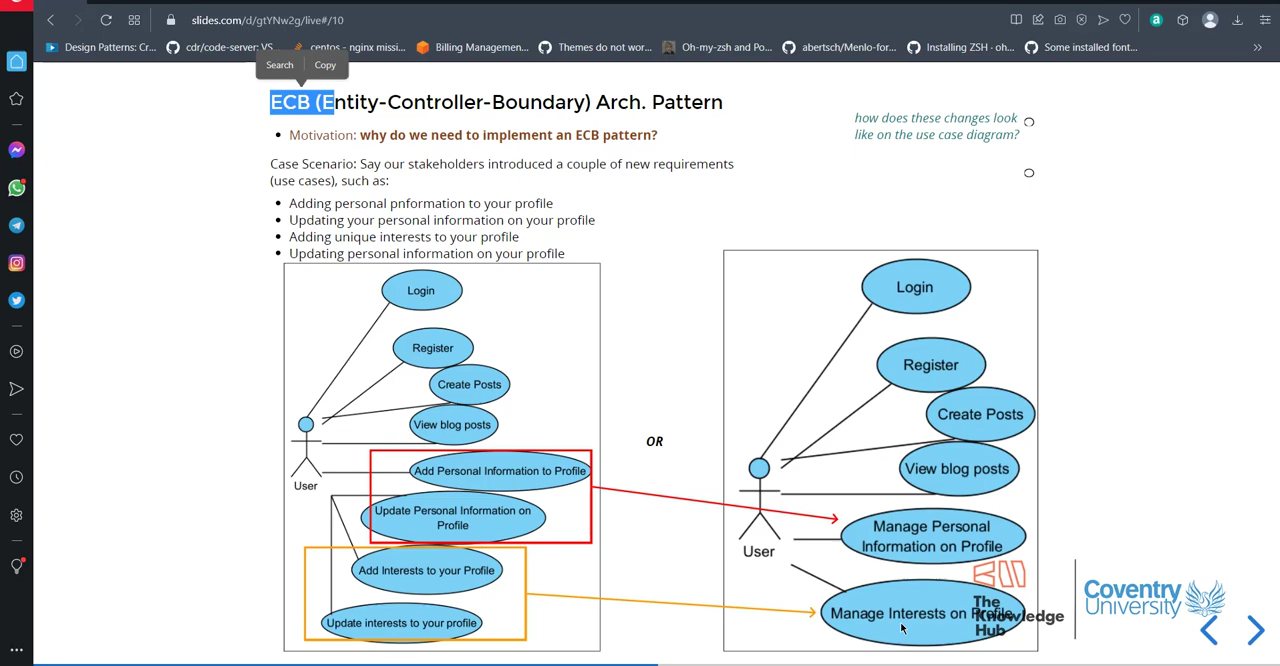 slides.com/d/gtYNw2g/live#/10
Design Patterns: Cr...
cdr/code-server: VS...
centos - nginx missi...
Billing Managemen...
Themes do not wor...
Oh-my-zsh and Po...
abertsch/Menlo-for...
Installing ZSH · oh...
Some installed font...
Search
Copy
ECB (Entity-Controller-Boundary) Arch. Pattern
Motivation: why do we need to implement an ECB pattern?
how does these changes look
like on the use case diagram?
Case Scenario: Say our stakeholders introduced a couple of new requirements
(use cases), such as:
Adding personal pnformation to your profile
Updating your personal information on your profile
Adding unique interests to your profile
Updating personal information on your profile
Login
Register
Create Posts
View blog posts
Add Personal Information to Profile
User
Update Personal Information on
Profile
Add Interests to your Profile
Update interests to your profile
OR
Login
Register
Create Posts
View blog posts
User
Manage Personal
Information on Profile
Manage Interests on Profile
The
Knowledge
Hub
Coventry
University